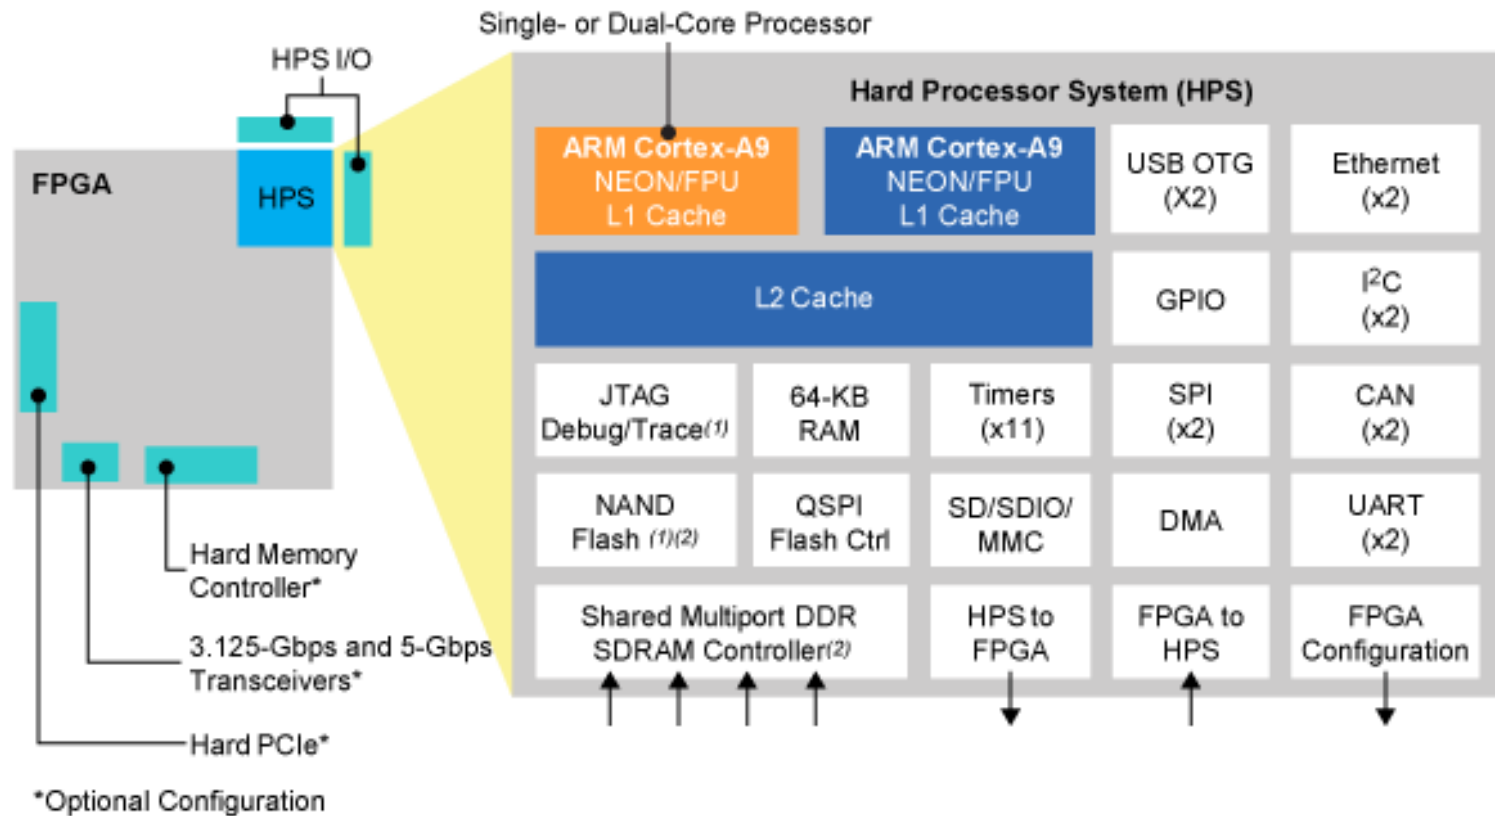 Single- or Dual-Core Processor
HPS I/O
FPGA
HPS
Hard Memory
Controller*
3.125-Gbps and 5-Gbps
Transceivers*
Hard PCIe*
*Optional Configuration
Hard Processor System (HPS)
ARM Cortex-A9
NEON/FPU
L1 Cache
ARM Cortex-A9
NEON/FPU
L1 Cache
USB OTG
(X2)
Ethernet
(x2)
L2 Cache
GPIO
I²C
(x2)
JTAG
Debug/Trace(1)
64-KB
RAM
Timers
(x11)
SPI
(x2)
CAN
(x2)
NAND
Flash (1)(2)
QSPI
Flash Ctrl
SD/SDIO/
MMC
DMA
UART
(x2)
Shared Multiport DDR
SDRAM Controller(2)
HPS to
FPGA
FPGA to
HPS
FPGA
Configuration